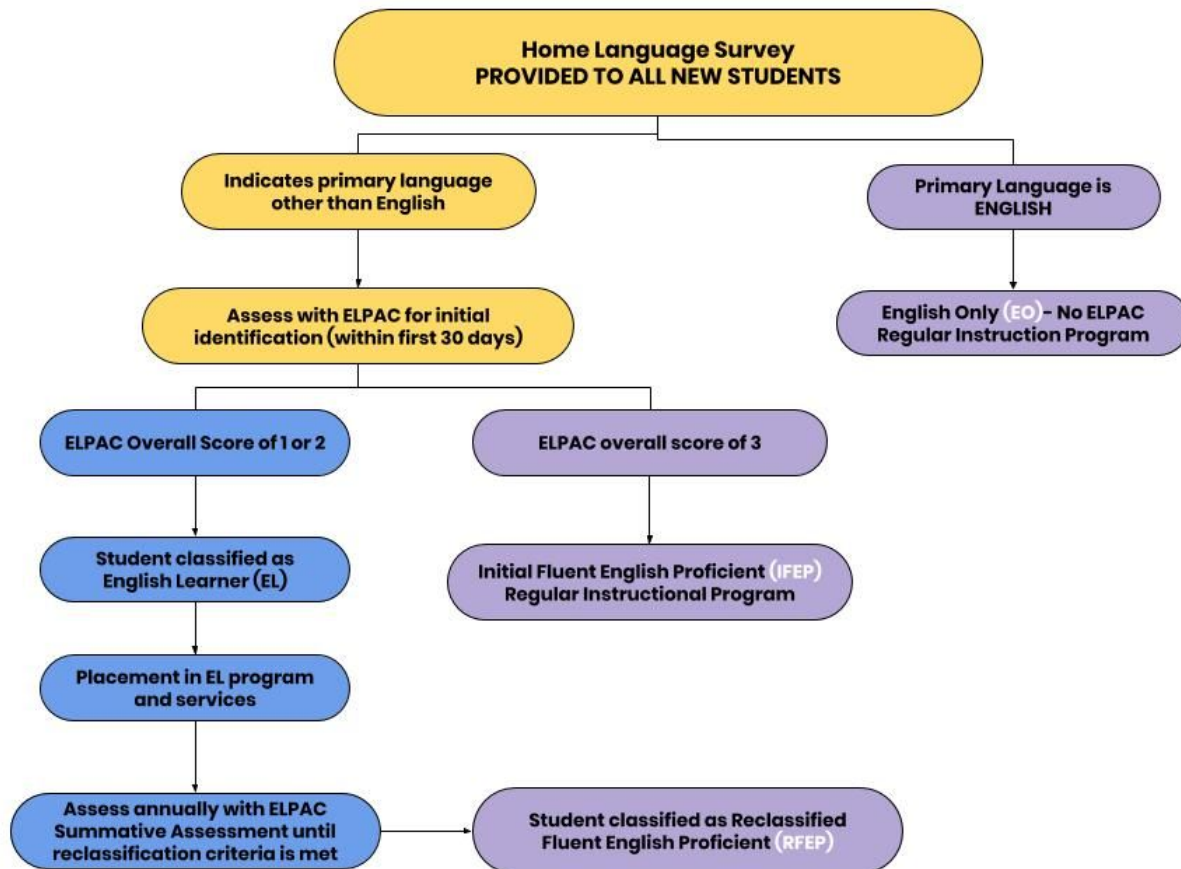 Home Language Survey
PROVIDED TO ALL NEW STUDENTS
Indicates primary language
other than English
Primary Language is
ENGLISH
Assess with ELPAC for initial
identification (within first 30 days)
English Only (EO)- No ELPAC
Regular Instruction Program
ELPAC Overall Score of 1 or 2
ELPAC overall score of 3
Student classified as
English Learner (EL)
Initial Fluent English Proficient (IFEP)
Regular Instructional Program
Placement in EL program
and services
Assess annually with ELPAC
Summative Assessment until
reclassification criteria is met
Student classified as Reclassified
Fluent English Proficient (RFEP)